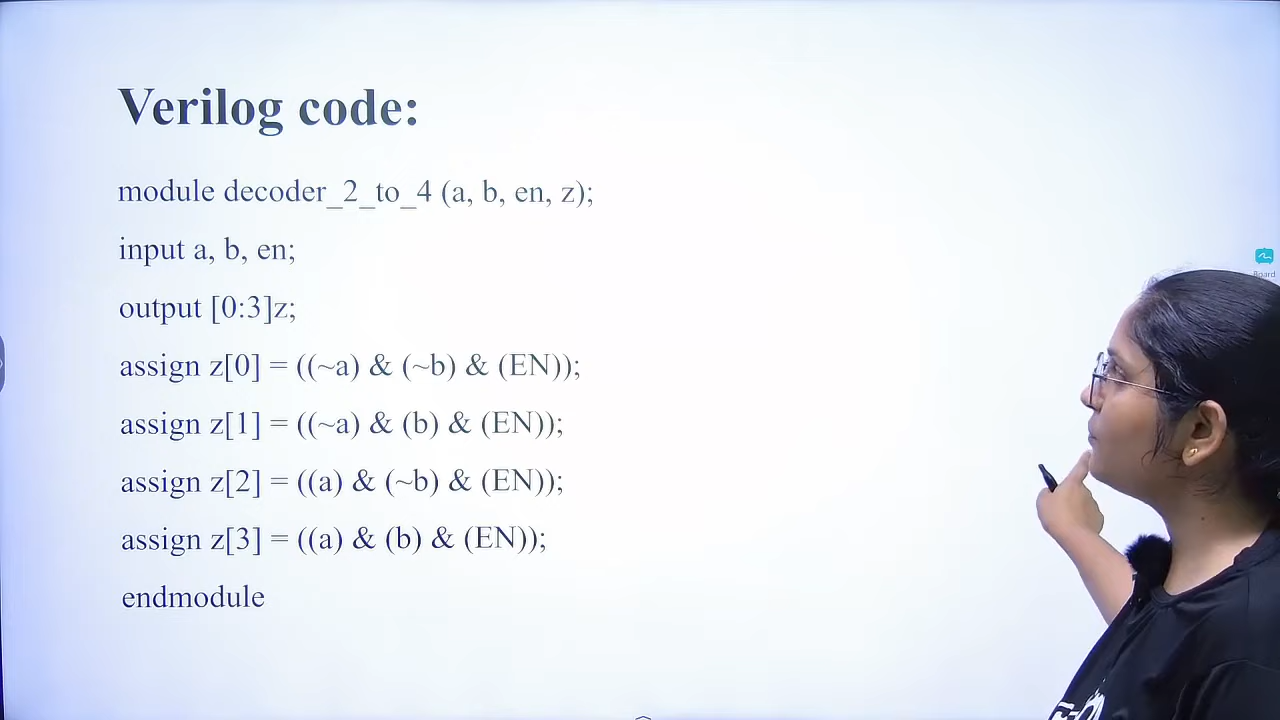 Verilog code:
module decoder_2_to_4 (a, b, en, z);
input a, b, en;
output [0:3]z;
assign z[0] = ((~a) & (~b) & (EN));
assign z[1] = ((~a) & (b) & (EN));
assign z[2] = ((a) & (~b) & (EN));
assign z[3] = ((a) & (b) & (EN));
endmodule
Board